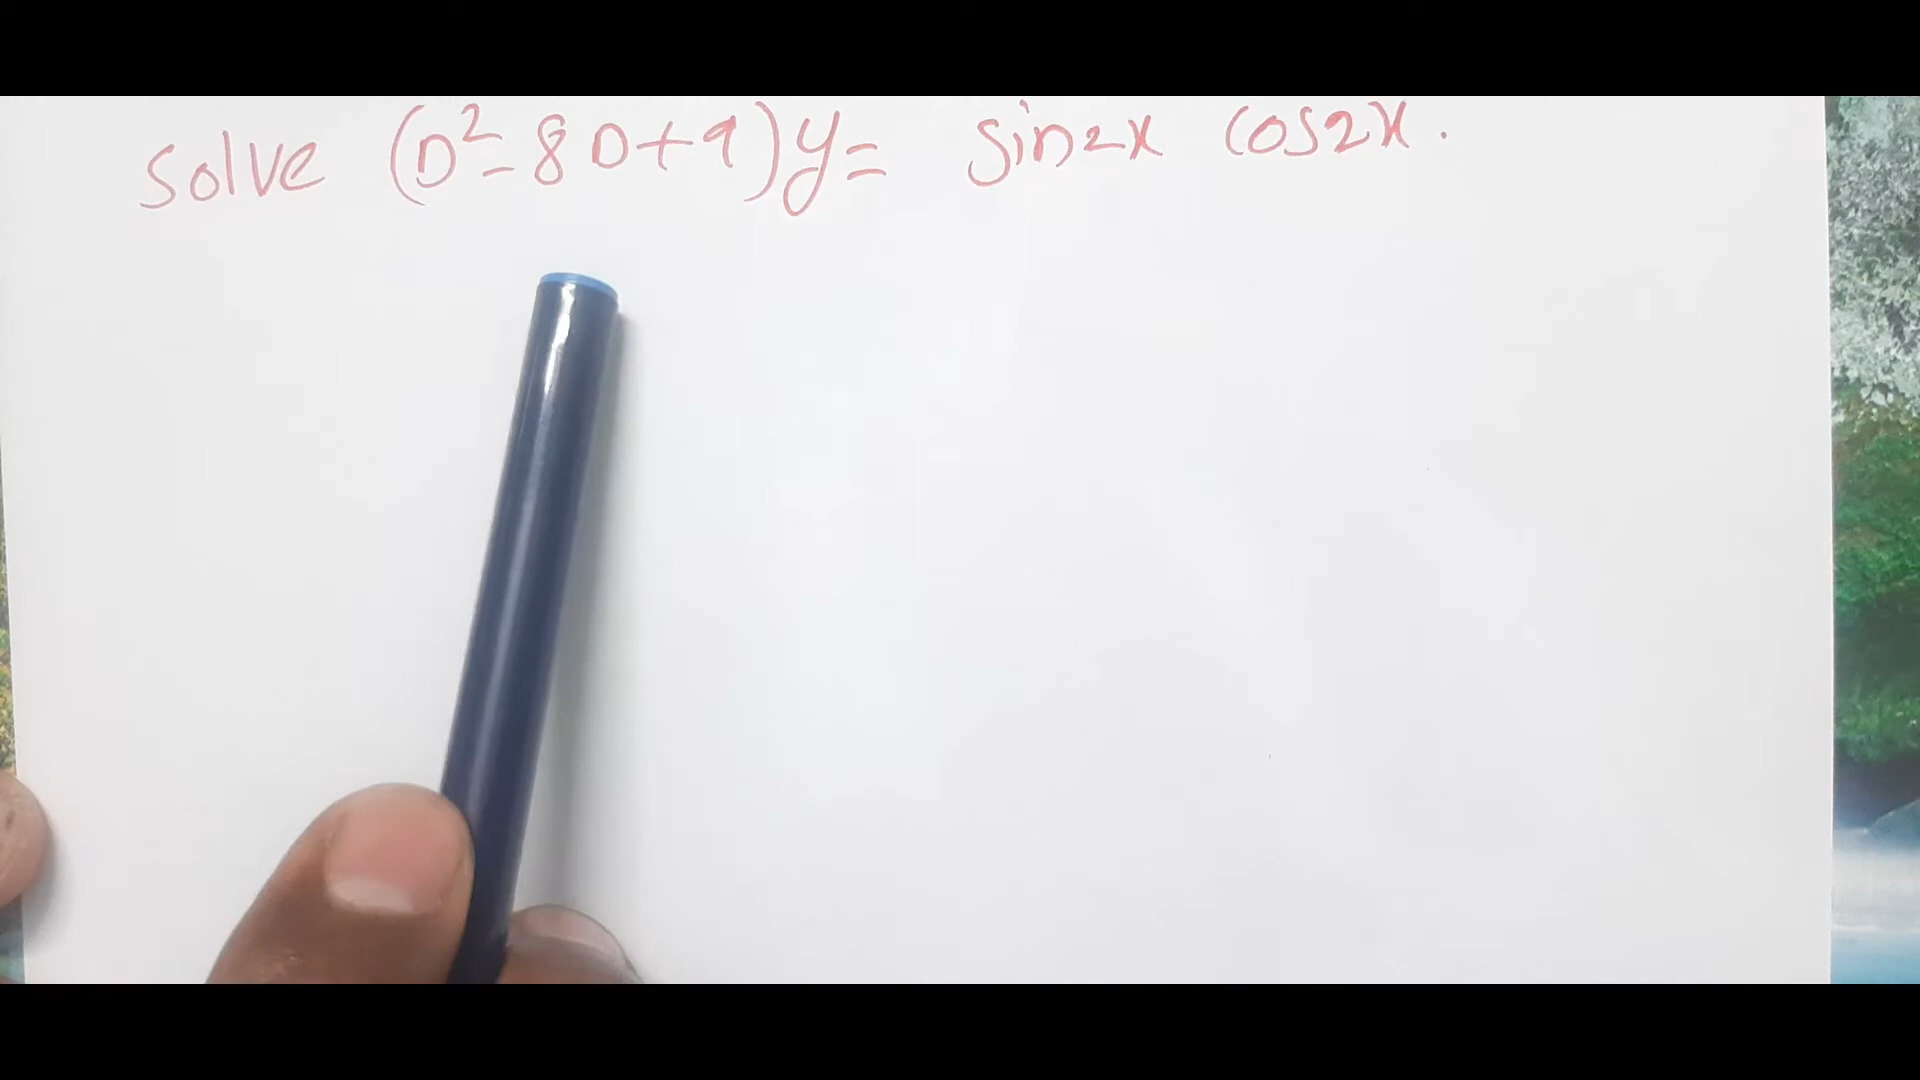 solve (D²-8D+9)y= sin2x cos2x.